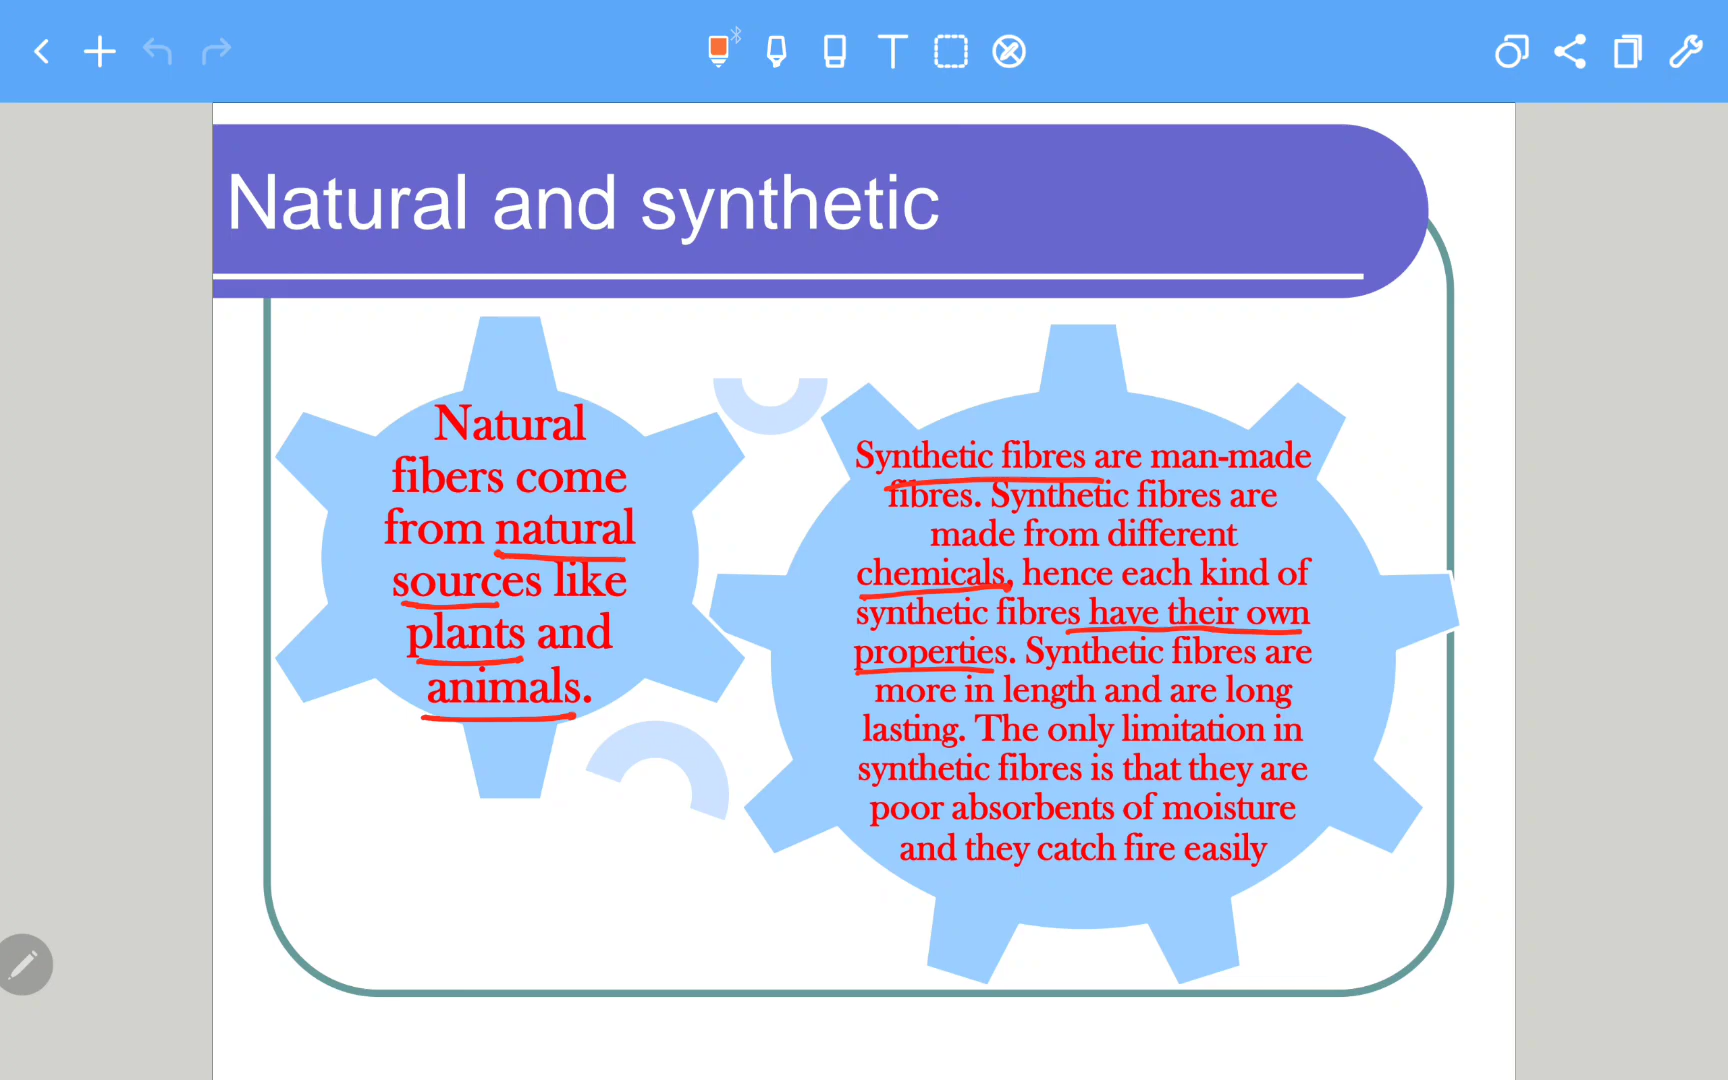 Natural and synthetic
Natural
fibers come
from natural
sources like
plants and
animals.
Synthetic fibres are man-made
fibres. Synthetic fibres are
made from different
chemicals, hence each kind of
synthetic fibres have their own
properties. Synthetic fibres are
more in length and are long
lasting. The only limitation in
synthetic fibres is that they are
poor absorbents of moisture
and they catch fire easily